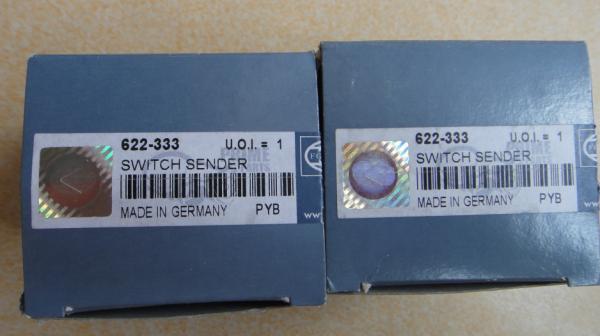 622-333 U.O.I. = 1
SWITCH SENDER
MADE IN GERMANY PYB
622-333 U.O.I. = 1
SWITCH SENDER
MADE IN GERMANY PYB